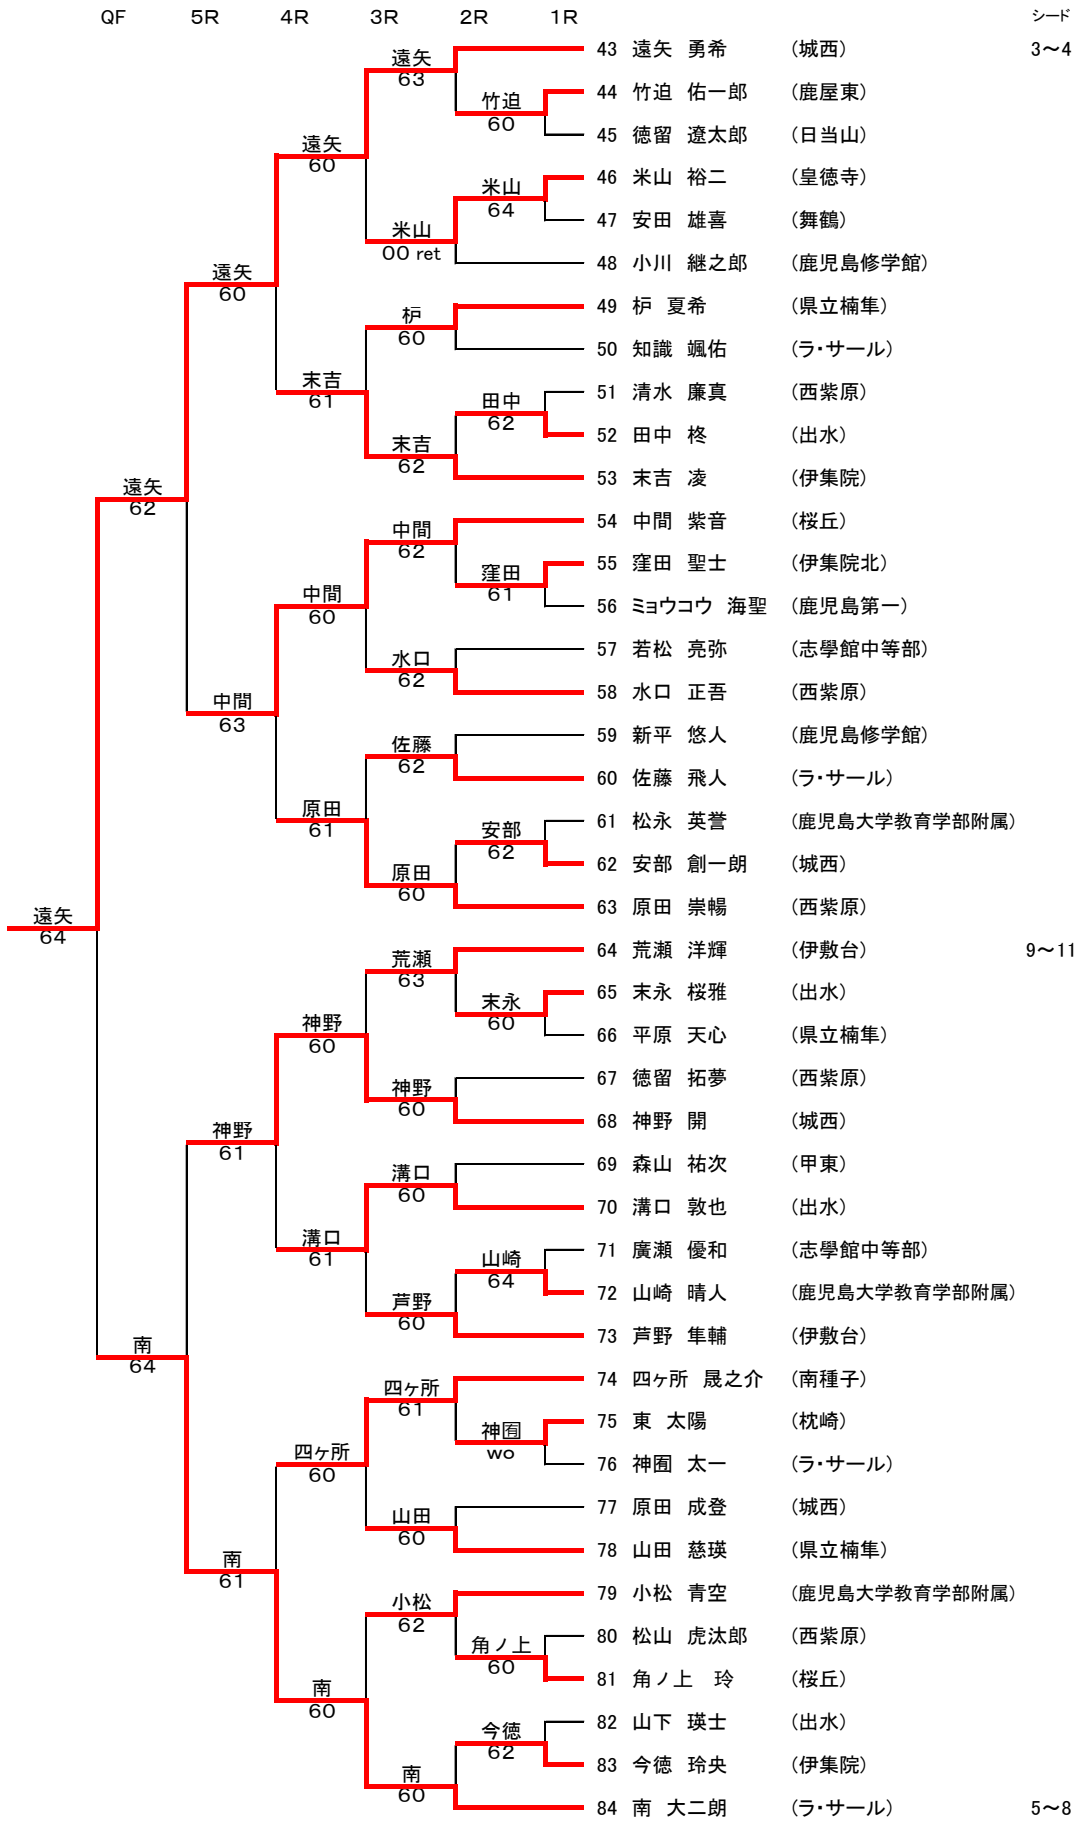 QF 5R 4R 3R 2R 1R シード
43 遠矢 勇希 (城西) 3～4
遠矢
63
44 竹迫 佑一郎 (鹿屋東)
竹迫
60
45 徳留 遼太郎 (日当山)
遠矢
60
46 米山 裕二 (皇徳寺)
米山
64
47 安田 雄喜 (舞鶴)
米山
00 ret
48 小川 継之郎 (鹿児島修学館)
遠矢
60
49 枦 夏希 (県立楠隼)
枦
60
50 知識 颯佑 (ラ・サール)
末吉
61
51 清水 廉真 (西紫原)
田中
62
52 田中 柊 (出水)
末吉
62
53 末吉 凌 (伊集院)
遠矢
62
54 中間 紫音 (桜丘)
中間
62
55 窪田 聖士 (伊集院北)
窪田
61
56 ミョウコウ 海聖 (鹿児島第一)
中間
60
57 若松 亮弥 (志學館中等部)
水口
62
58 水口 正吾 (西紫原)
中間
63
59 新平 悠人 (鹿児島修学館)
佐藤
62
60 佐藤 飛人 (ラ・サール)
原田
61
61 松永 英誉 (鹿児島大学教育学部附属)
安部
62
62 安部 創一朗 (城西)
原田
60
63 原田 崇暢 (西紫原)
遠矢
64
64 荒瀬 洋輝 (伊敷台) 9～11
荒瀬
63
65 末永 桜雅 (出水)
末永
60
66 平原 天心 (県立楠隼)
神野
60
67 徳留 拓夢 (西紫原)
神野
60
68 神野 開 (城西)
神野
61
69 森山 祐次 (甲東)
溝口
60
70 溝口 敦也 (出水)
溝口
61
71 廣瀬 優和 (志學館中等部)
山崎
64
72 山崎 晴人 (鹿児島大学教育学部附属)
芦野
60
73 芦野 隼輔 (伊敷台)
南
64
74 四ヶ所 晟之介 (南種子)
四ヶ所
61
75 東 太陽 (枕崎)
神囿
wo
76 神囿 太一 (ラ・サール)
四ヶ所
60
77 原田 成登 (城西)
山田
60
78 山田 慈瑛 (県立楠隼)
南
61
79 小松 青空 (鹿児島大学教育学部附属)
小松
62
80 松山 虎汰郎 (西紫原)
角ノ上
60
81 角ノ上 玲 (桜丘)
南
60
82 山下 瑛士 (出水)
今徳
62
83 今徳 玲央 (伊集院)
南
60
84 南 大二朗 (ラ・サール) 5～8